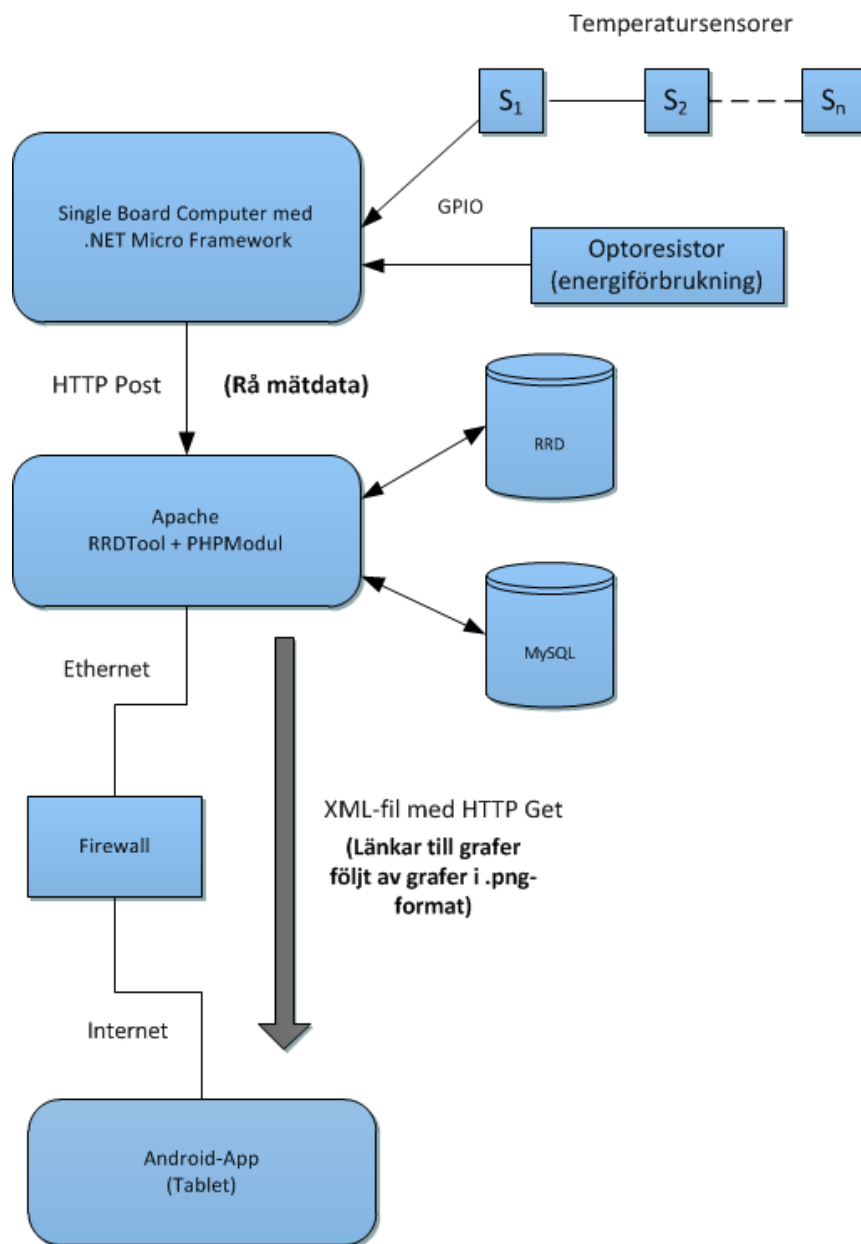 Temperatursensorer
S1
S2
Sn
Single Board Computer med
.NET Micro Framework
GPIO
Optoresistor
(energiförbrukning)
HTTP Post
(Rå mätdata)
RRD
Apache
RRDTool + PHPModul
MySQL
Ethernet
XML-fil med HTTP Get
(Länkar till grafer
följt av grafer i .png-
format)
Firewall
Internet
Android-App
(Tablet)